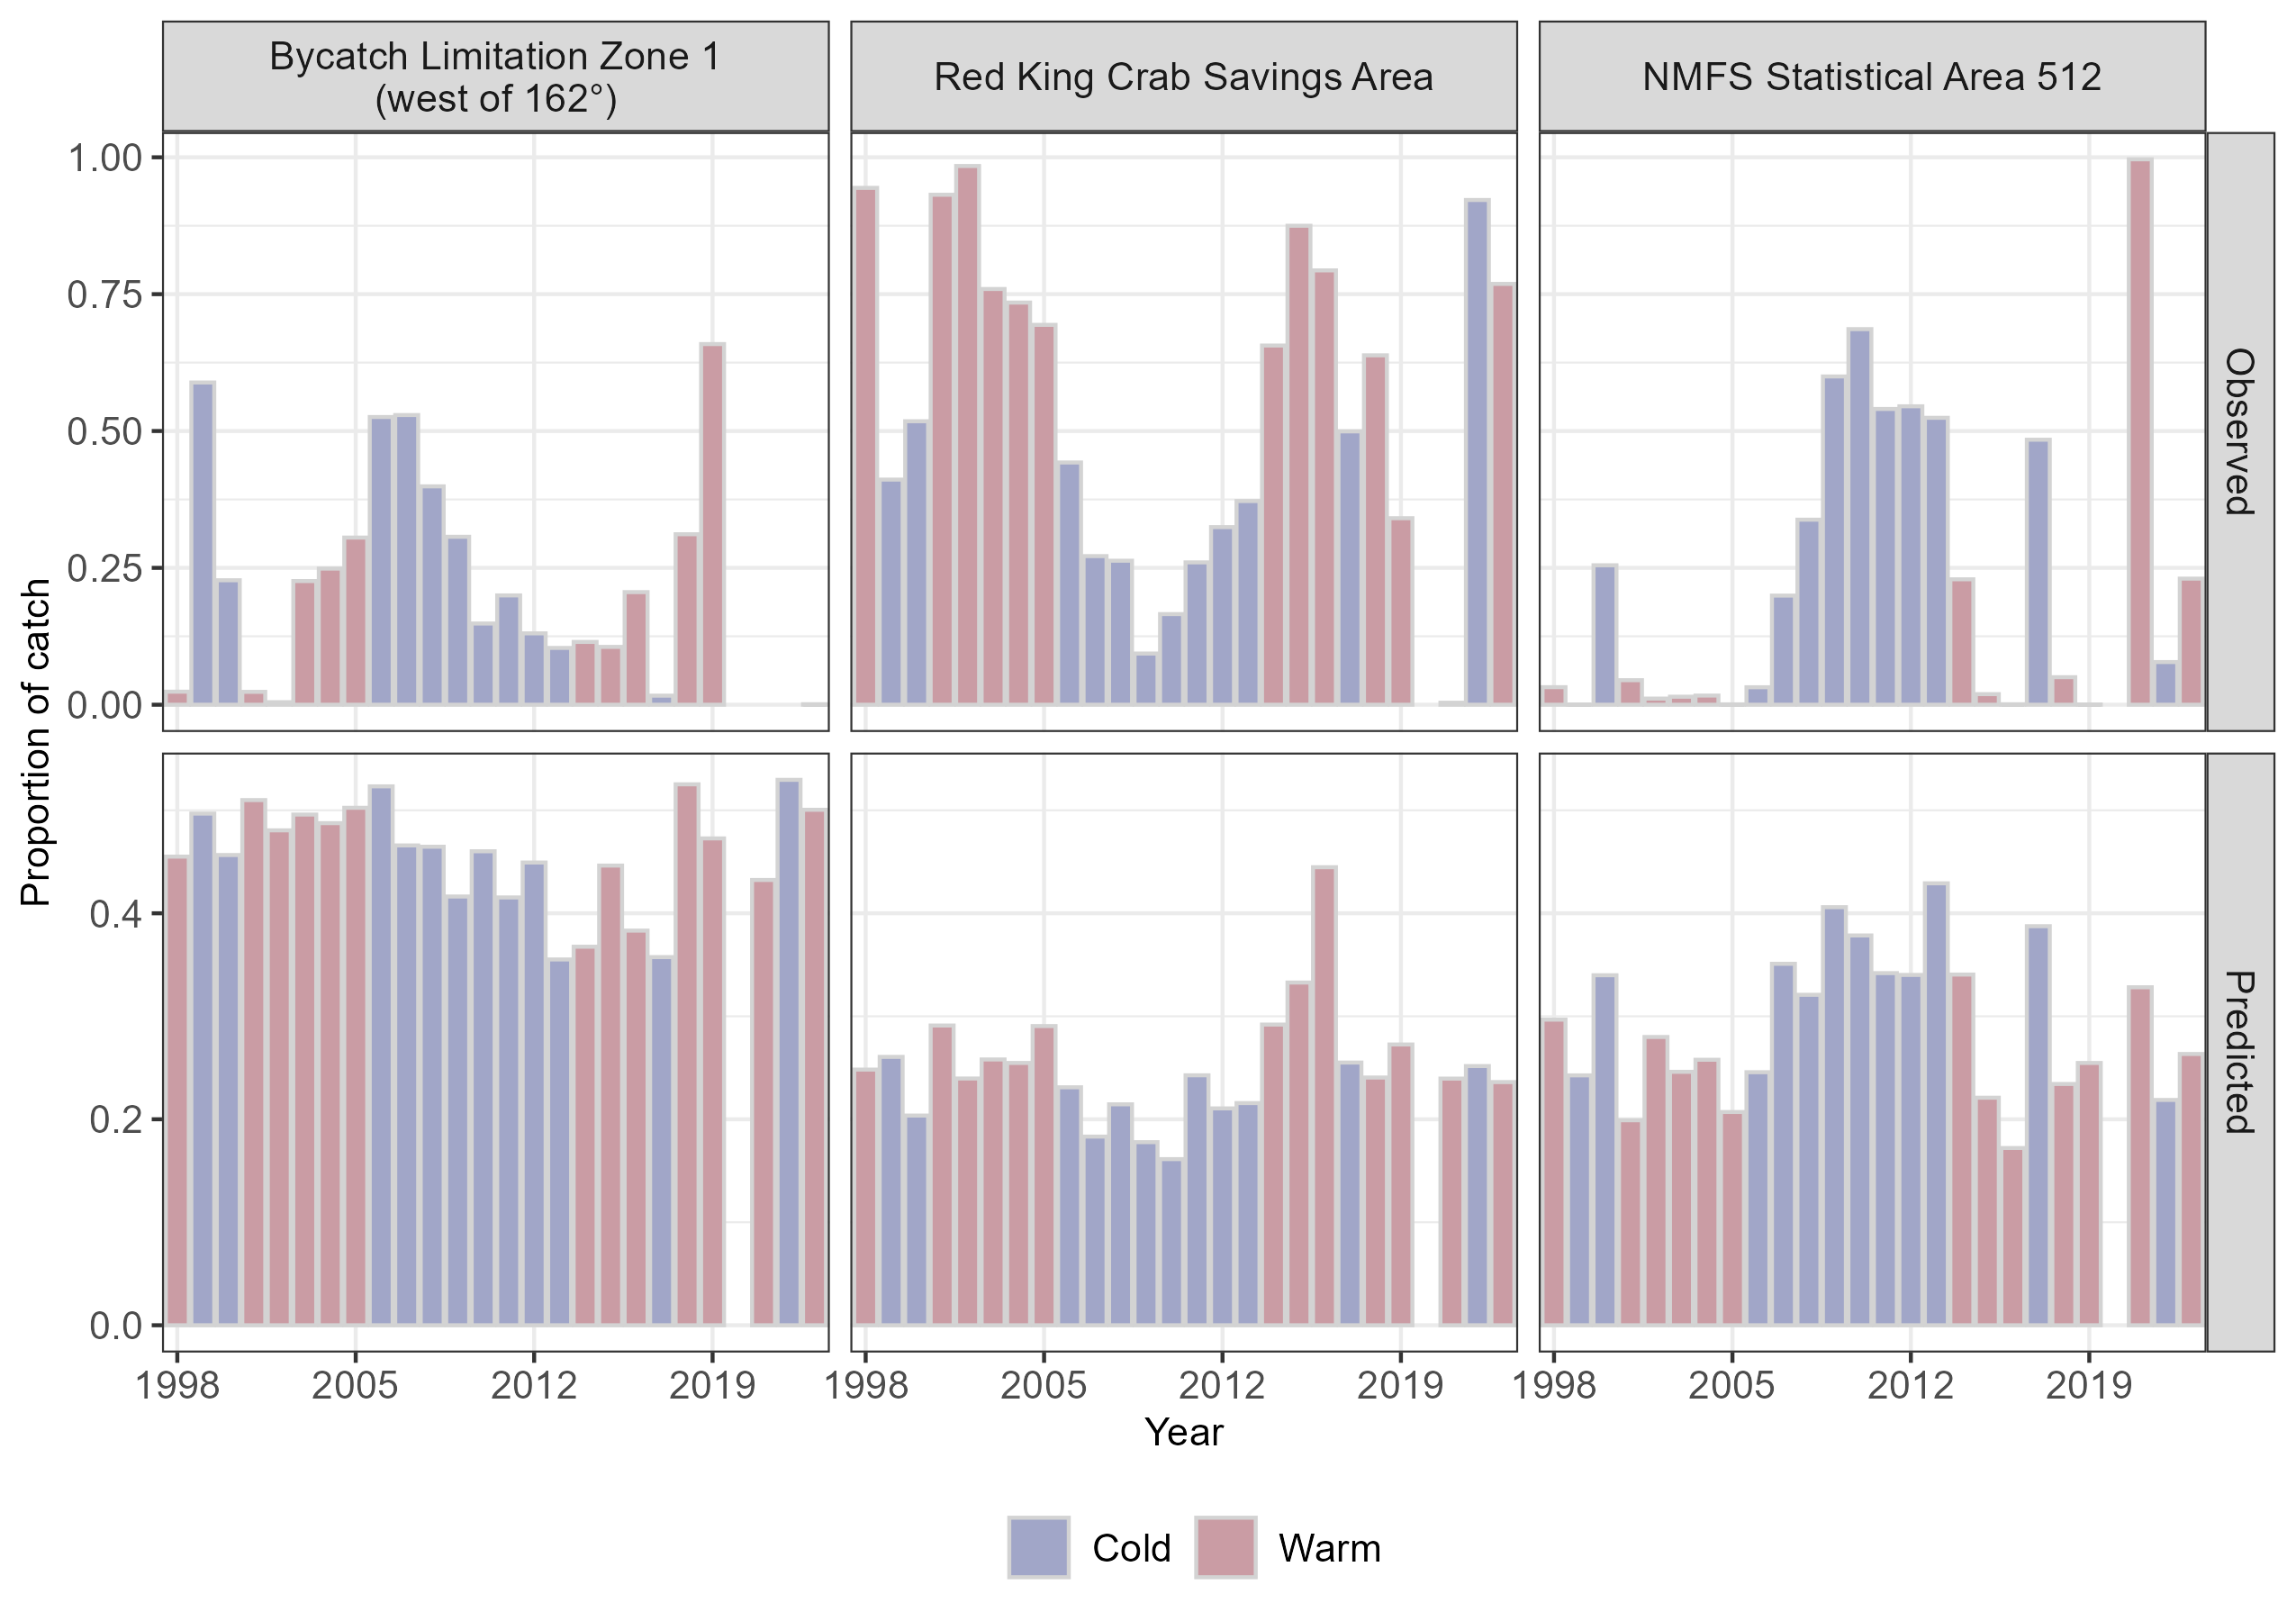 Bycatch Limitation Zone 1
(west of 162°)
Red King Crab Savings Area
NMFS Statistical Area 512
1.00
0.75
0.50
0.25
0.00
Observed
Proportion of catch
0.4
0.2
0.0
Predicted
1998 2005 2012 2019 1998 2005 2012 2019 1998 2005 2012 2019
Year
Cold Warm